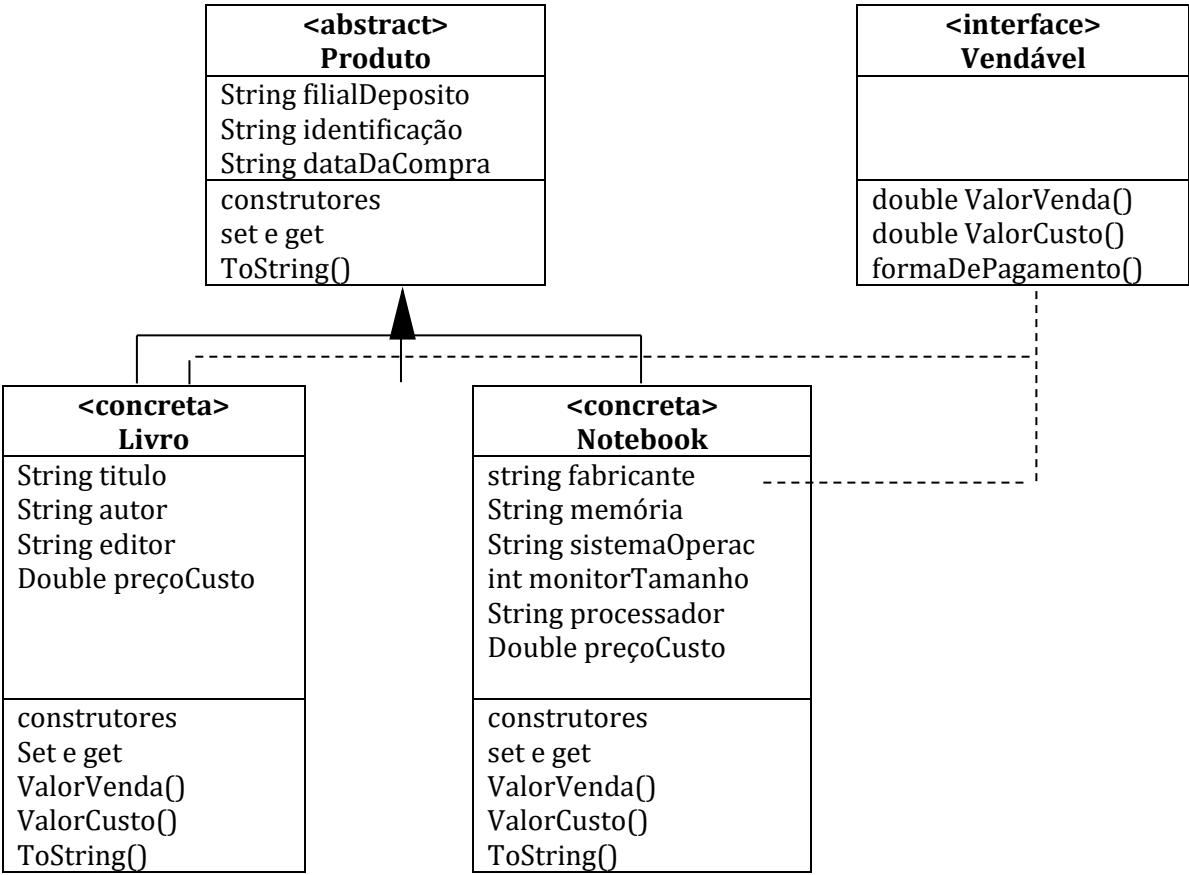 <abstract>
Produto
String filialDeposito
String identificação
String dataDaCompra
construtores
set e get
ToString()
<interface>
Vendável
double ValorVenda()
double ValorCusto()
formaDePagamento()
<concreta>
Livro
String titulo
String autor
String editor
Double preçoCusto
construtores
Set e get
ValorVenda()
ValorCusto()
ToString()
<concreta>
Notebook
string fabricante
String memória
String sistemaOperac
int monitorTamanho
String processador
Double preçoCusto
construtores
set e get
ValorVenda()
ValorCusto()
ToString()